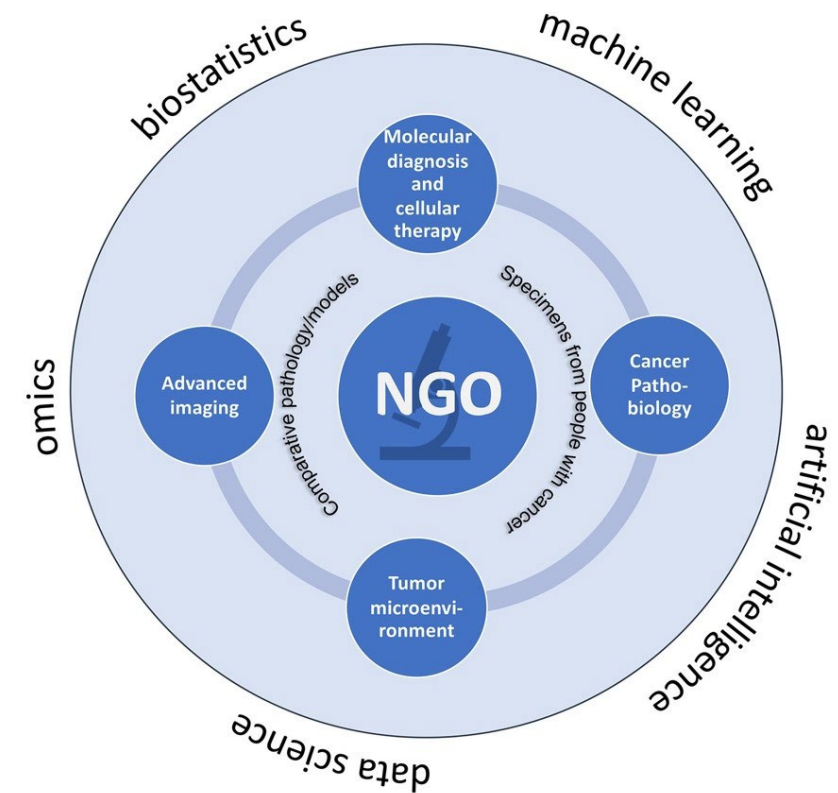 biostatistics
machine learning
Molecular
diagnosis
and
cellular
therapy
Comparative pathology/models
Specimens from people with cancer
Advanced
imaging
NGO
Cancer
Patho-
biology
omics
artificial intelligence
Tumor
microenvi-
ronment
data science